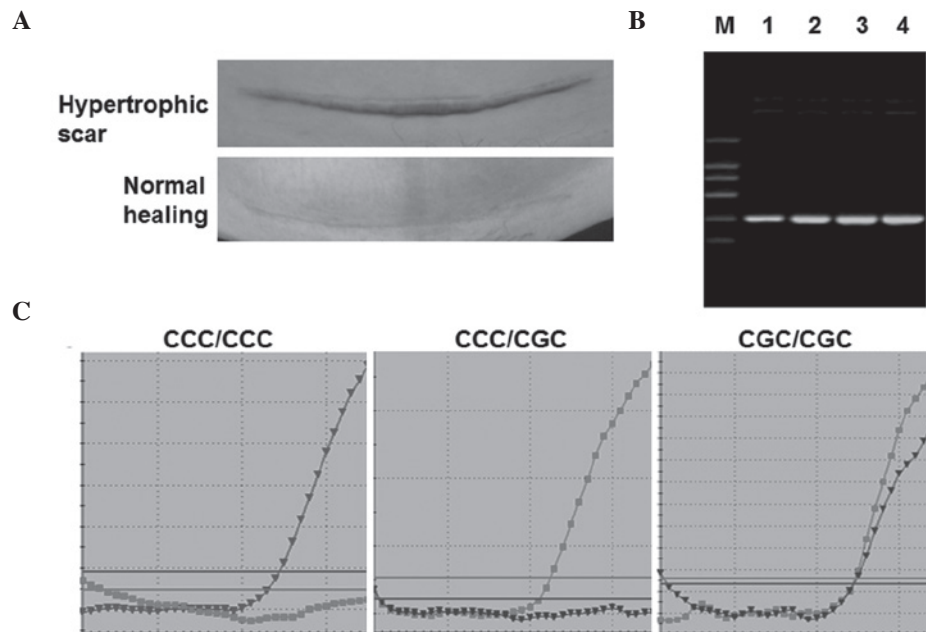 A
Hypertrophic
scar
Normal
healing
B
M 1 2 3 4
C
CCC/CCC
CCC/CGC
CGC/CGC